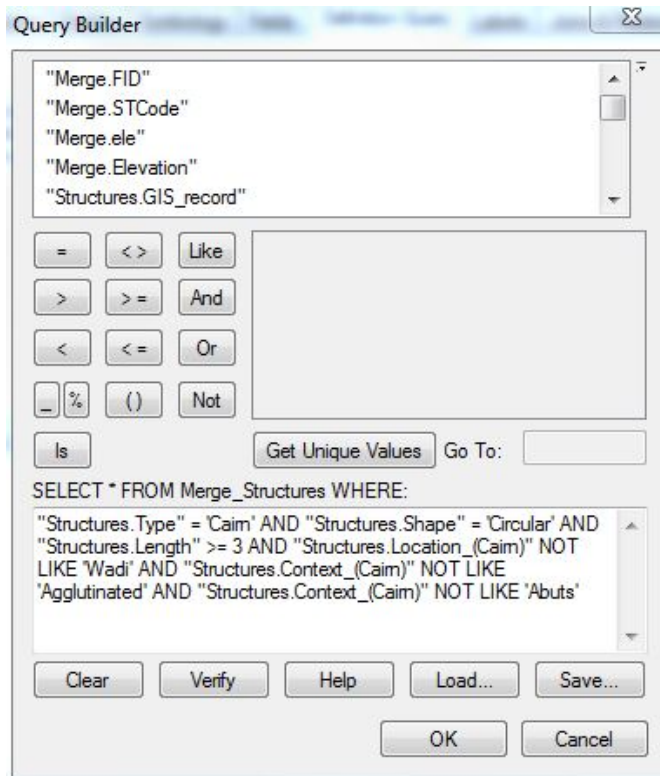 Query Builder
"Merge.FID"
"Merge.STCode"
"Merge.ele"
"Merge.Elevation"
"Structures.GIS_record"
= < > Like
> > = And
< < = Or
_ % ( ) Not
Is Get Unique Values Go To:
SELECT * FROM Merge_Structures WHERE:
"Structures.Type" = 'Cairn' AND "Structures.Shape" = 'Circular' AND
"Structures.Length" >= 3 AND "Structures.Location_(Cairn)" NOT
LIKE 'Wadi' AND "Structures.Context_(Cairn)" NOT LIKE
'Agglutinated' AND "Structures.Context_(Cairn)" NOT LIKE 'Abuts'
Clear Verify Help Load... Save...
OK Cancel